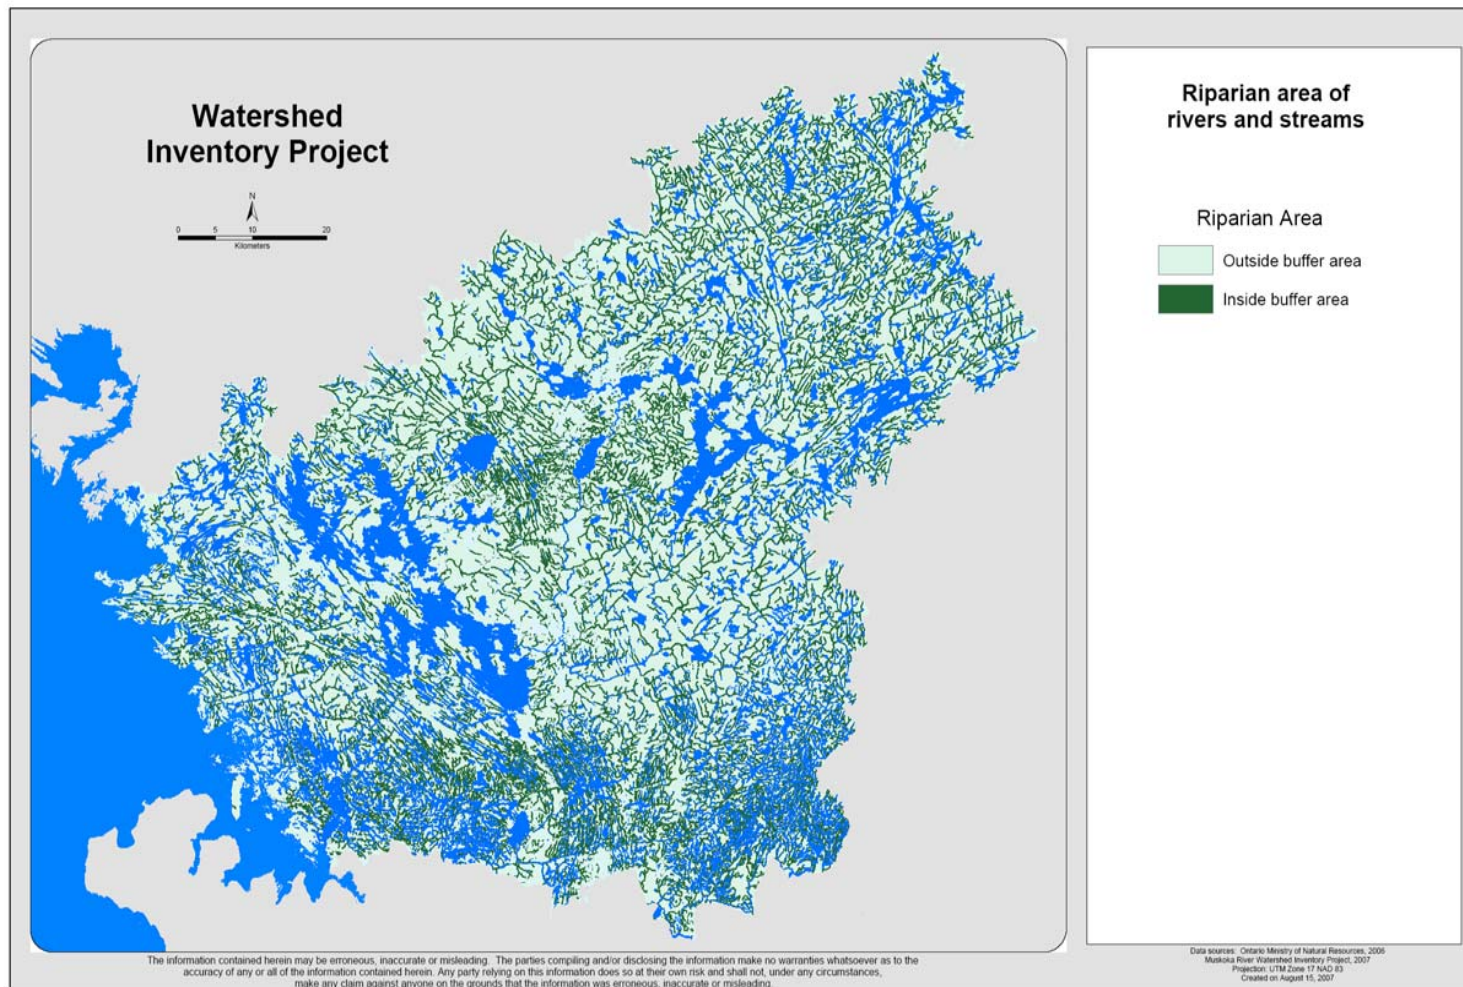 Watershed
Inventory Project
N
0 5 10 20
Kilometers
Riparian area of
rivers and streams
Riparian Area
Outside buffer area
Inside buffer area
The information contained herein may be erroneous, inaccurate or misleading. The parties compiling and/or disclosing the information make no warranties whatsoever as to the
accuracy of any or all of the information contained herein. Any party relying on this information does so at their own risk and shall not, under any circumstances,
make any claim against anyone on the grounds that the information was erroneous, inaccurate or misleading.
Data sources: Ontario Ministry of Natural Resources, 2006
Muskoka River Watershed Inventory Project, 2007
Projection: UTM Zone 17 NAD 83
Created on August 15, 2007